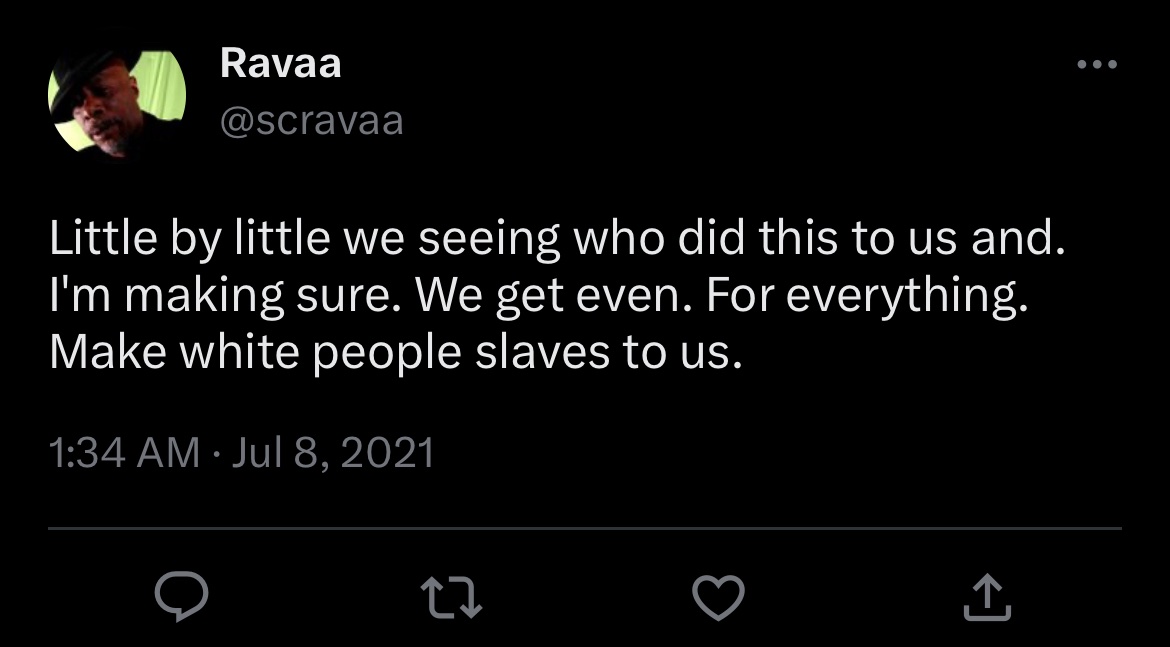 Ravaa
@scravaa
Little by little we seeing who did this to us and.
I'm making sure. We get even. For everything.
Make white people slaves to us.
1:34 AM · Jul 8, 2021